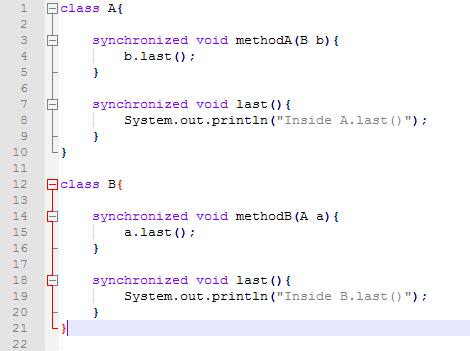 1 class A{
2
3 synchronized void methodA(B b){
4 b.last();
5 }
6
7 synchronized void last(){
8 System.out.println("Inside A.last()");
9 }
10 }
11
12 class B{
13
14 synchronized void methodB(A a){
15 a.last();
16 }
17
18 synchronized void last(){
19 System.out.println("Inside B.last()");
20 }
21 }
22